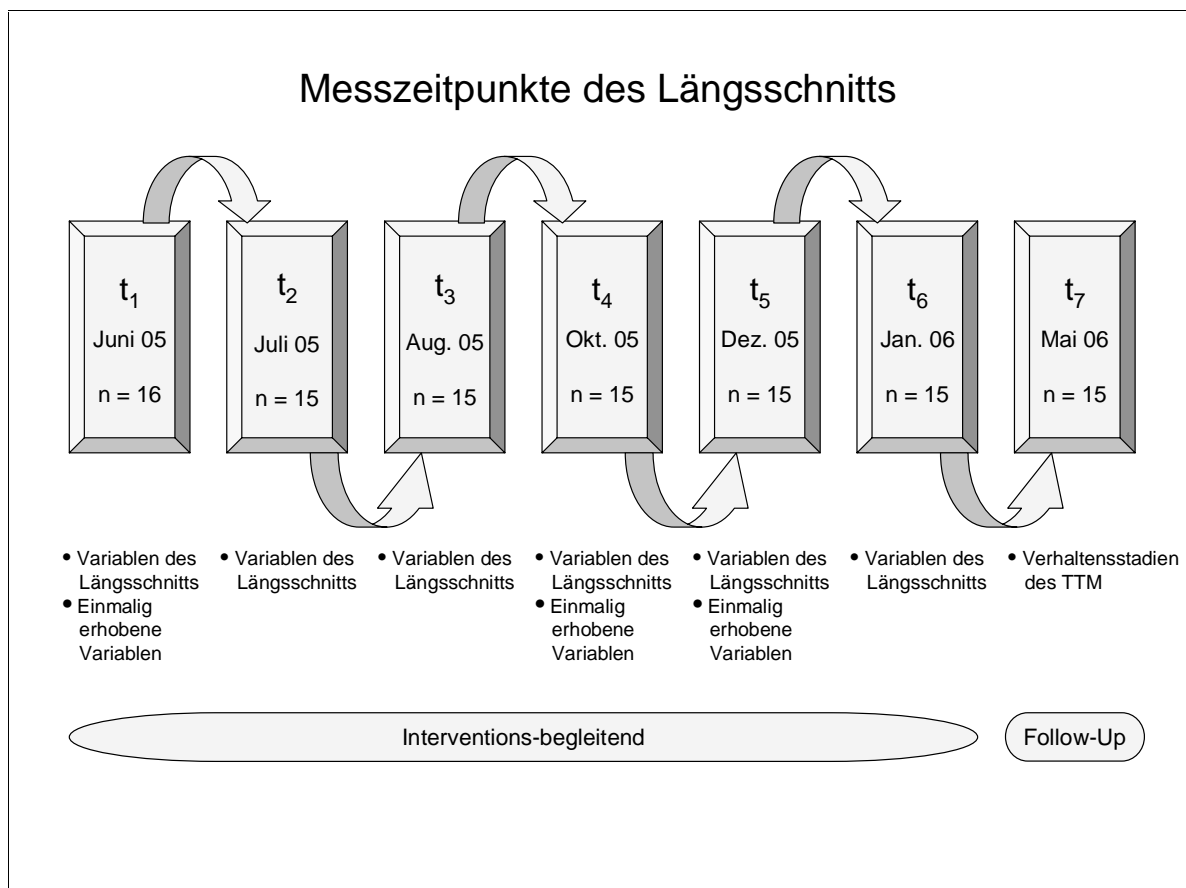 Messzeitpunkte des Längsschnitts
t1
Juni 05
n = 16
t2
Juli 05
n = 15
t3
Aug. 05
n = 15
t4
Okt. 05
n = 15
t5
Dez. 05
n = 15
t6
Jan. 06
n = 15
t7
Mai 06
n = 15
• Variablen des
Längsschnitts
• Einmalig
erhobene
Variablen
• Variablen des
Längsschnitts
• Variablen des
Längsschnitts
• Variablen des
Längsschnitts
• Einmalig
erhobene
Variablen
• Variablen des
Längsschnitts
• Einmalig
erhobene
Variablen
• Variablen des
Längsschnitts
• Verhaltensstadien
des TTM
Interventions-begleitend
Follow-Up